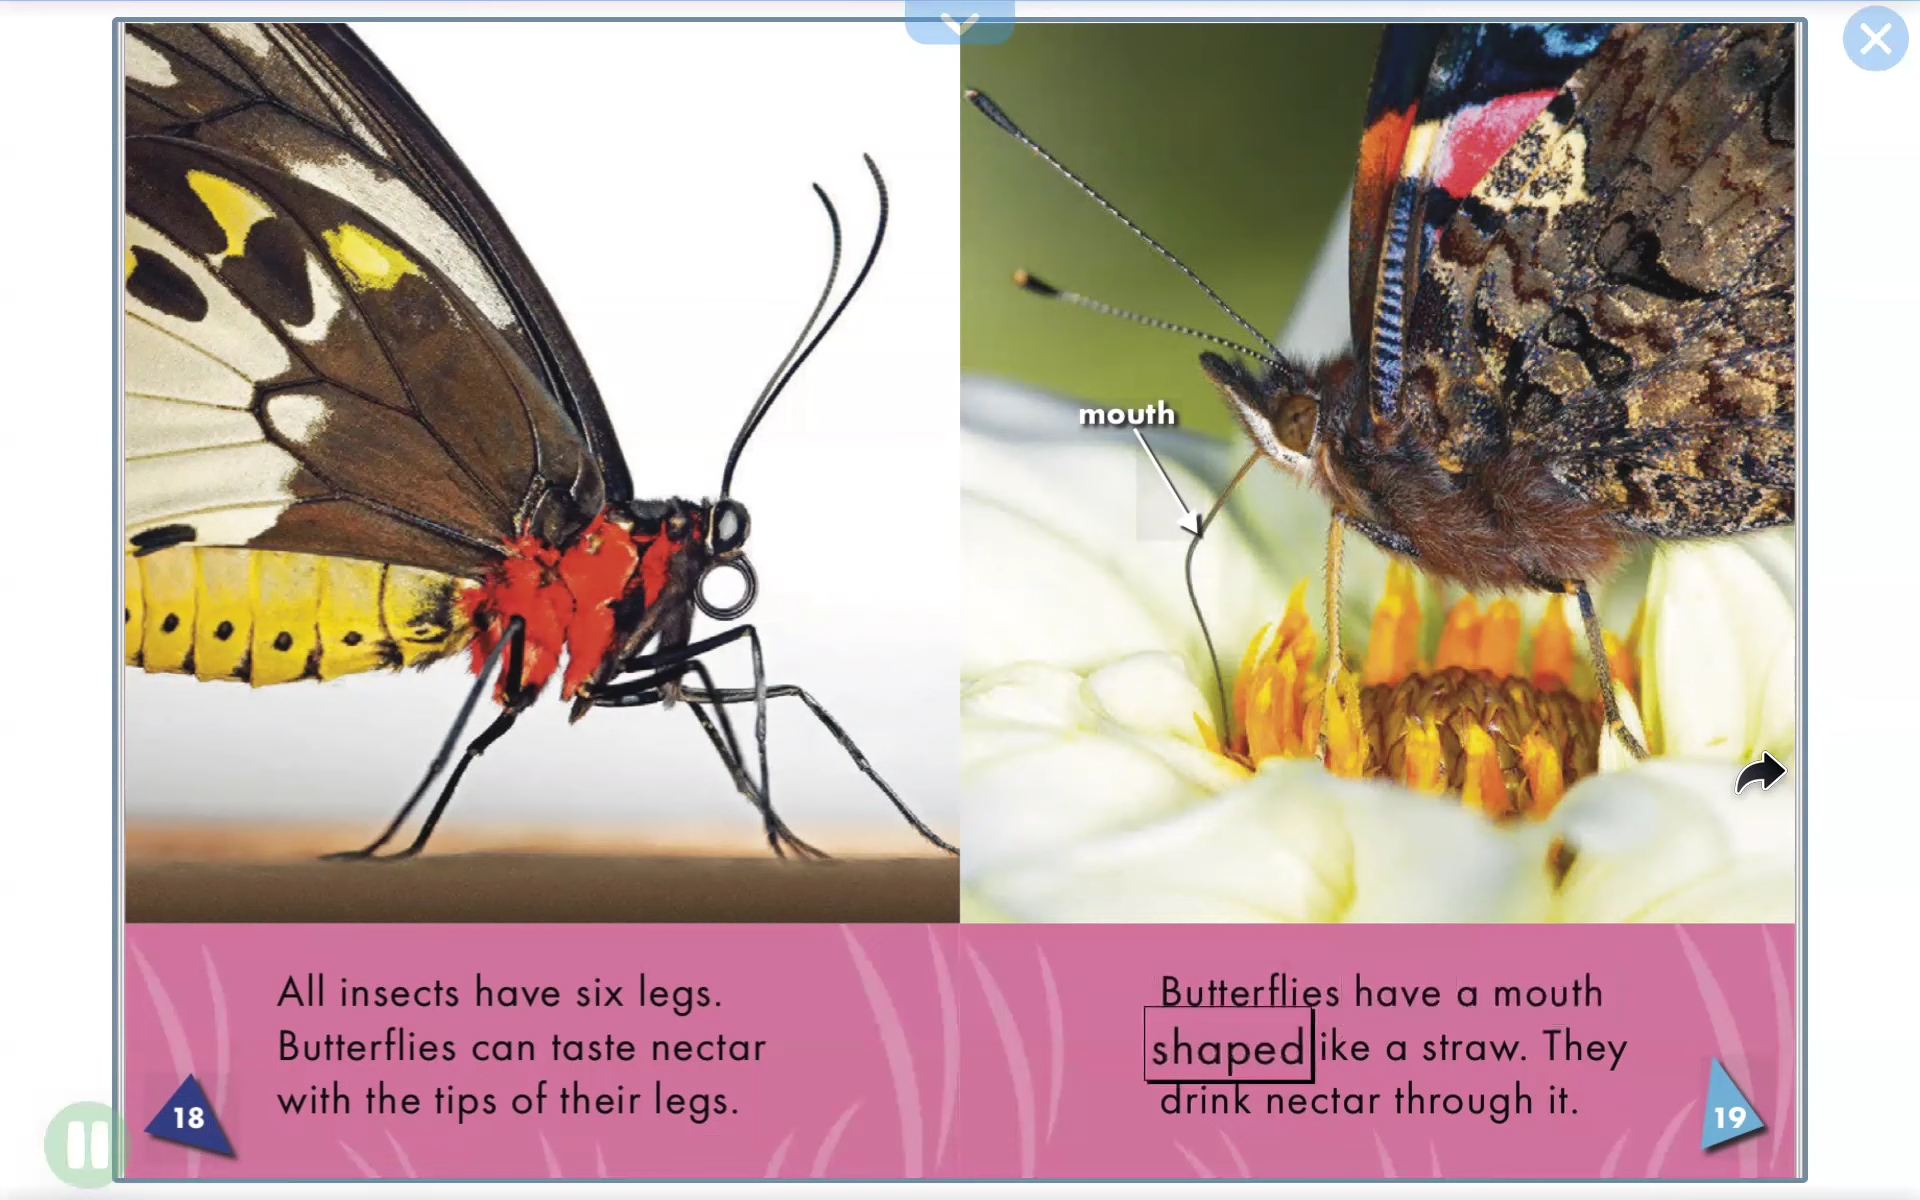 mouth
All insects have six legs.
Butterflies can taste nectar
with the tips of their legs.
18
Butterflies have a mouth
shaped like a straw. They
drink nectar through it.
19